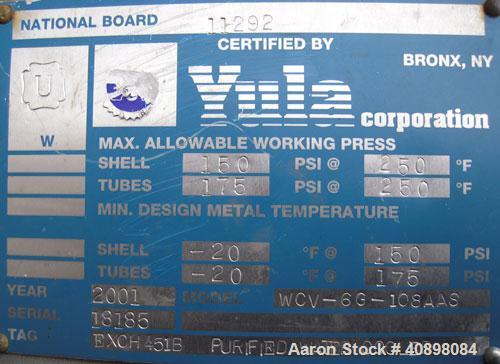 NATIONAL BOARD 11292
CERTIFIED BY
BRONX, NY
U
W
Yula corporation
MAX. ALLOWABLE WORKING PRESS
SHELL 150 PSI @ 250 °F
TUBES 175 PSI @ 250 °F
MIN. DESIGN METAL TEMPERATURE
SHELL -20 °F @ 150 PSI
TUBES -20 °F @ 175 PSI
YEAR 2001 MODEL WCV-6G-108AAS
SERIAL 18185
TAG EXCH 451B PURIFIED
Aaron Stock #40898084